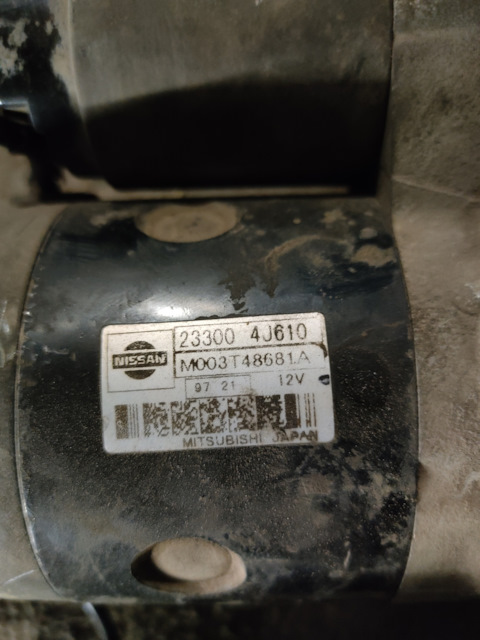 23300 4J610
NISSAN
M003T48681A
97 21 12V
MITSUBISHI JAPAN